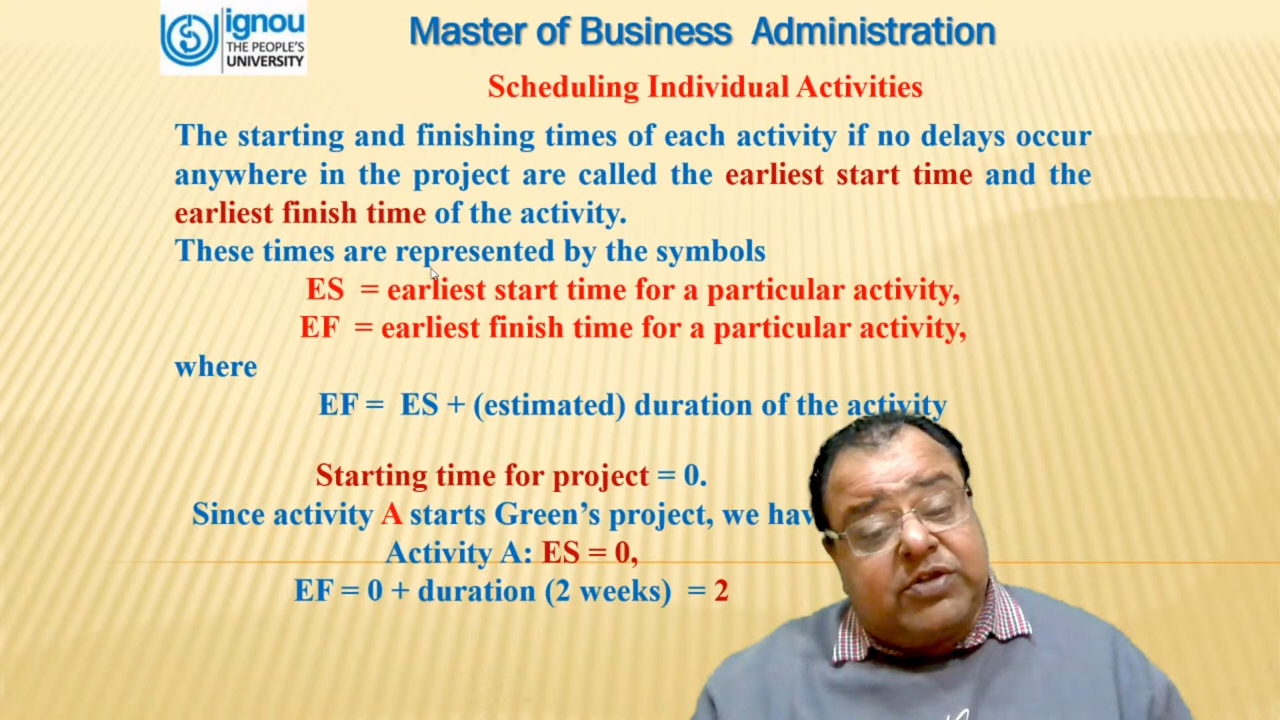 ignou
THE PEOPLE'S
UNIVERSITY
Master of Business Administration
Scheduling Individual Activities
The starting and finishing times of each activity if no delays occur
anywhere in the project are called the earliest start time and the
earliest finish time of the activity.
These times are represented by the symbols
ES = earliest start time for a particular activity,
EF = earliest finish time for a particular activity,
where
EF = ES + (estimated) duration of the activity
Starting time for project = 0.
Since activity A starts Green's project, we
Activity A: ES = 0,
EF = 0 + duration (2 weeks) = 2